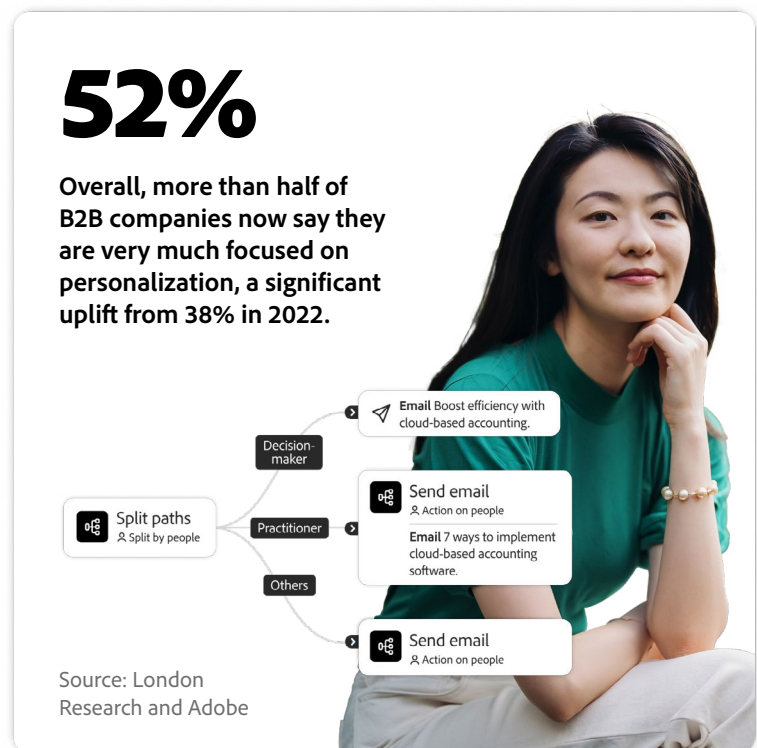 52%
Overall, more than half of
B2B companies now say they
are very much focused on
personalization, a significant
uplift from 38% in 2022.
Email Boost efficiency with
cloud-based accounting.
Decision-
maker
Split paths
Split by people
Practitioner
Send email
Action on people
Email 7 ways to implement
cloud-based accounting
software.
Others
Send email
Action on people
Source: London
Research and Adobe